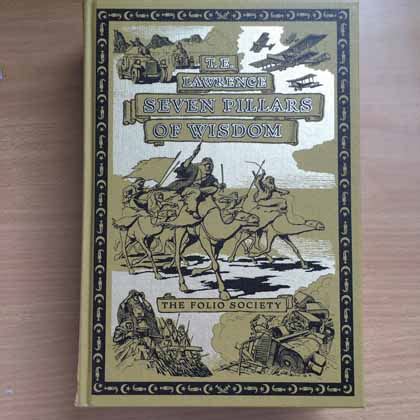 T. E.
LAWRENCE
SEVEN PILLARS
OF WISDOM
THE FOLIO SOCIETY